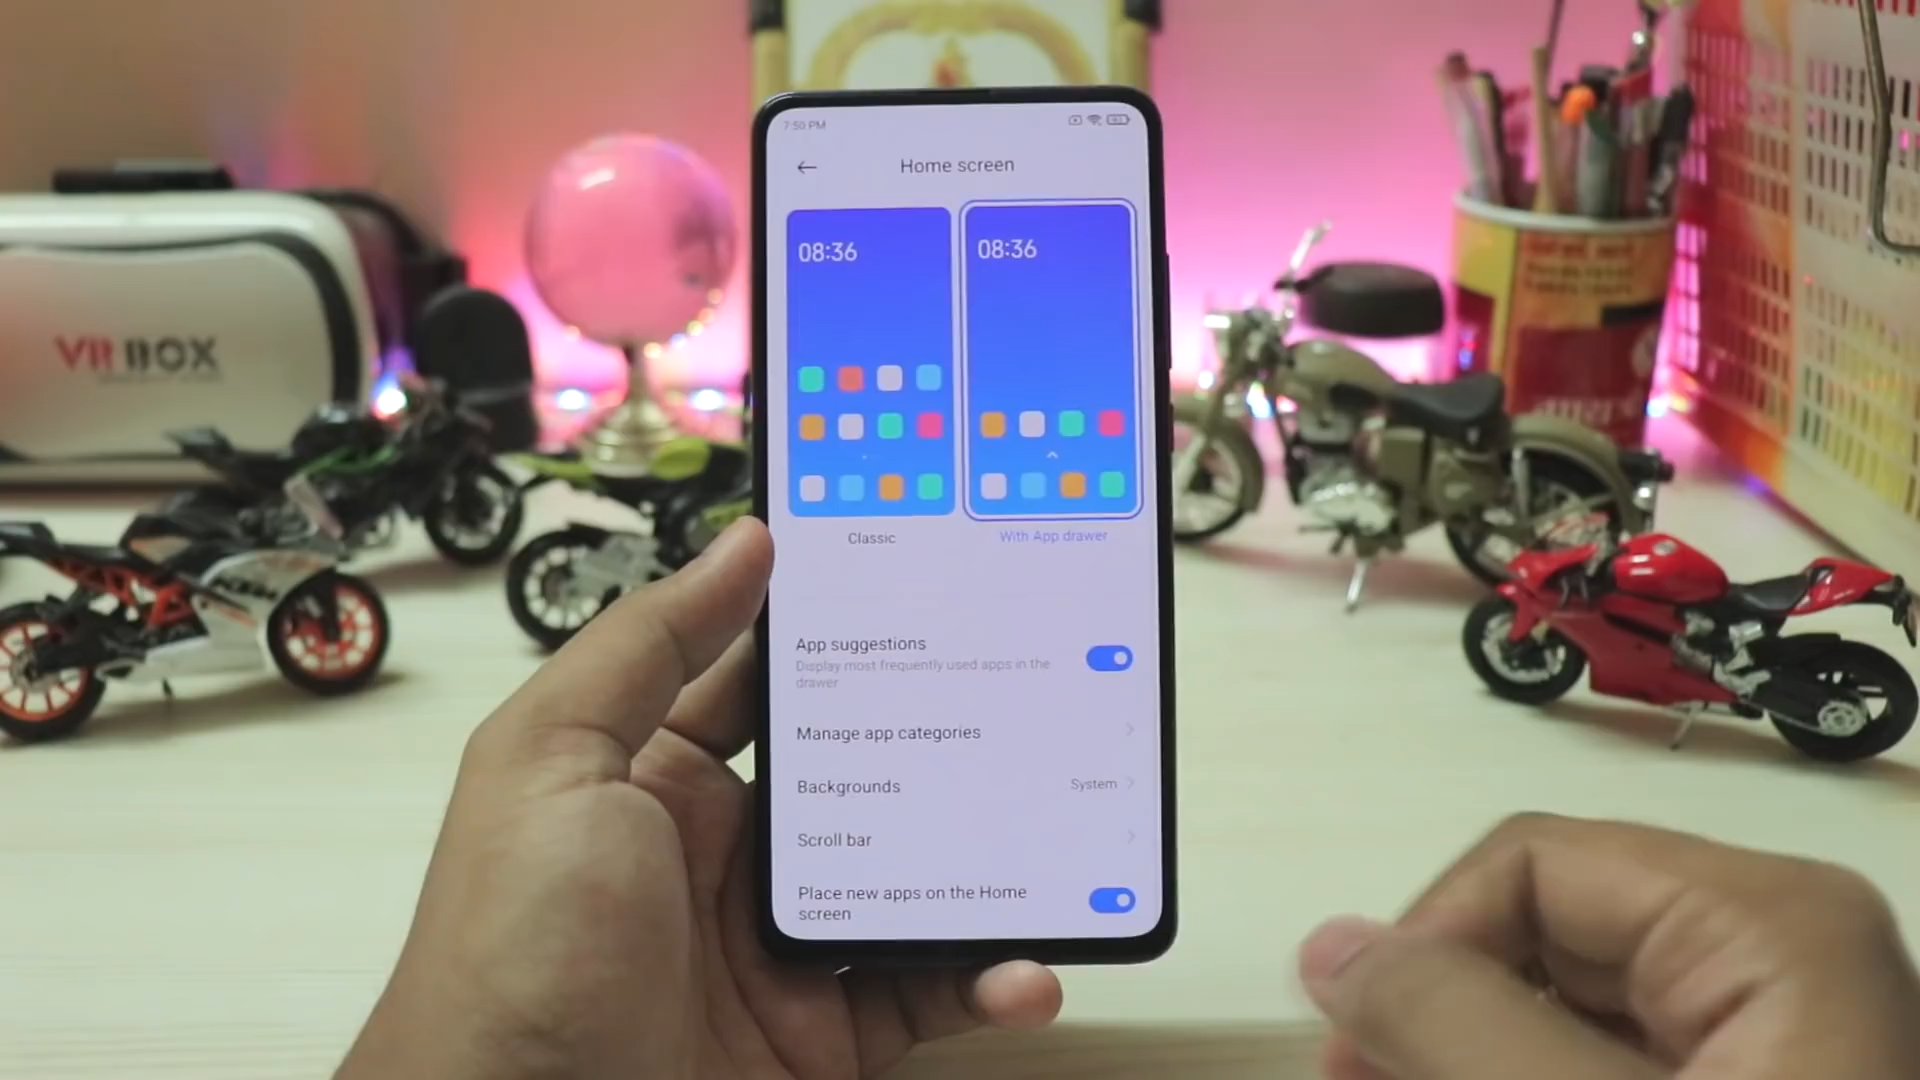 7:50 PM
Home screen
08:36
08:36
Classic
With App drawer
App suggestions
Display most frequently used apps in the
drawer
Manage app categories
Backgrounds
System
Scroll bar
Place new apps on the Home
screen
VR BOX
KTM